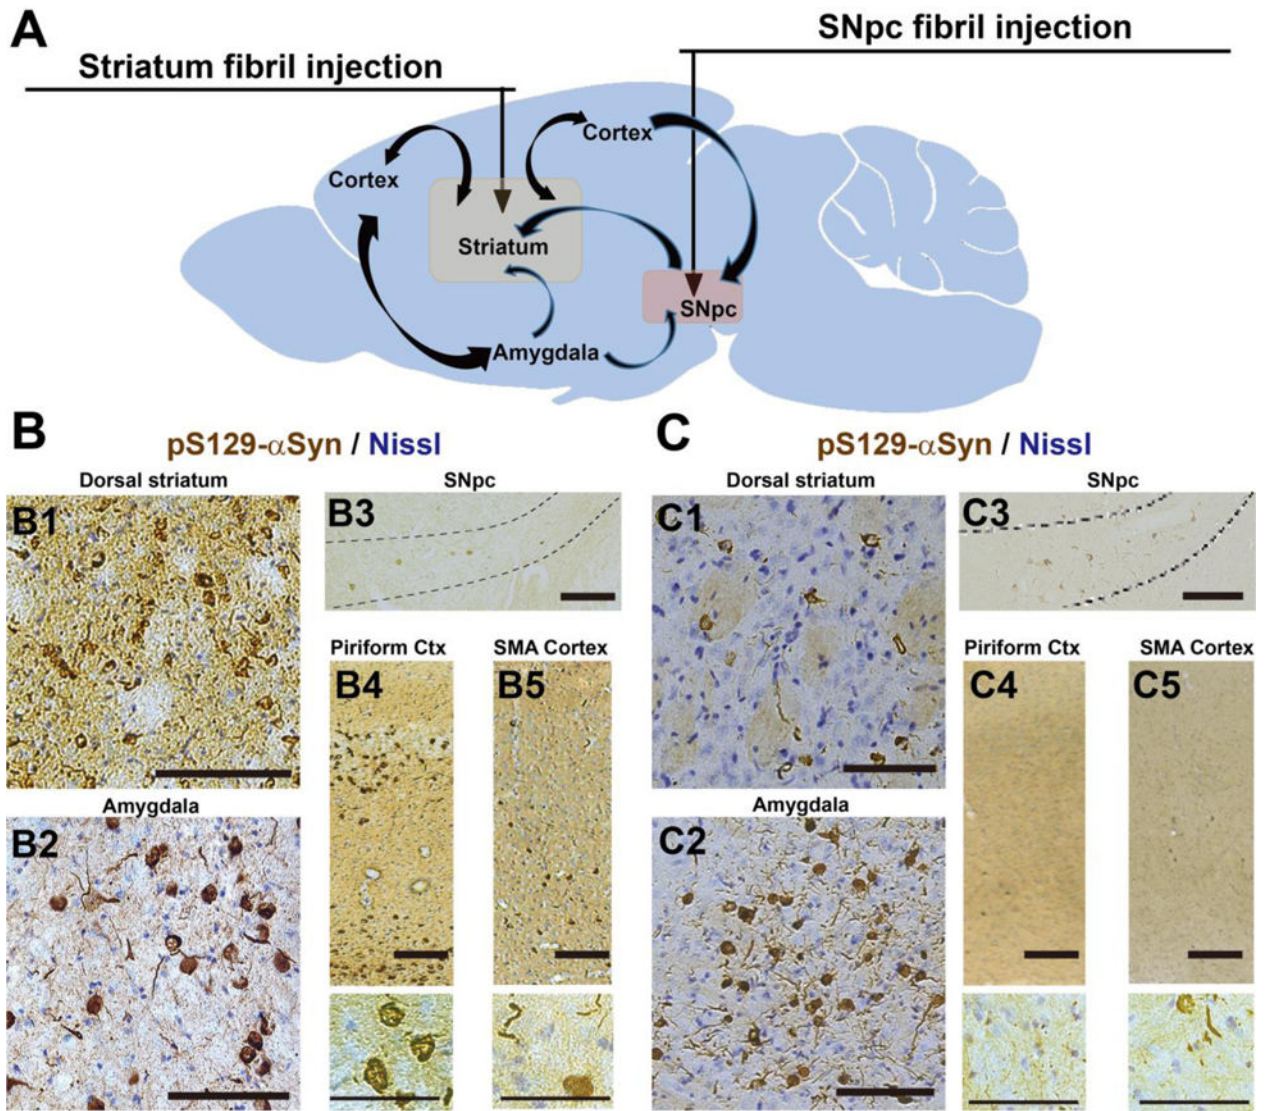 A
SNpc fibril injection
Striatum fibril injection
Cortex
Cortex
Striatum
SNpc
Amygdala
B
pS129-αSyn / Nissl
Dorsal striatum
SNpc
B1
B3
Piriform Ctx
SMA Cortex
B4
B5
Amygdala
B2
C
pS129-αSyn / Nissl
Dorsal striatum
SNpc
C1
C3
Piriform Ctx
SMA Cortex
C4
C5
Amygdala
C2